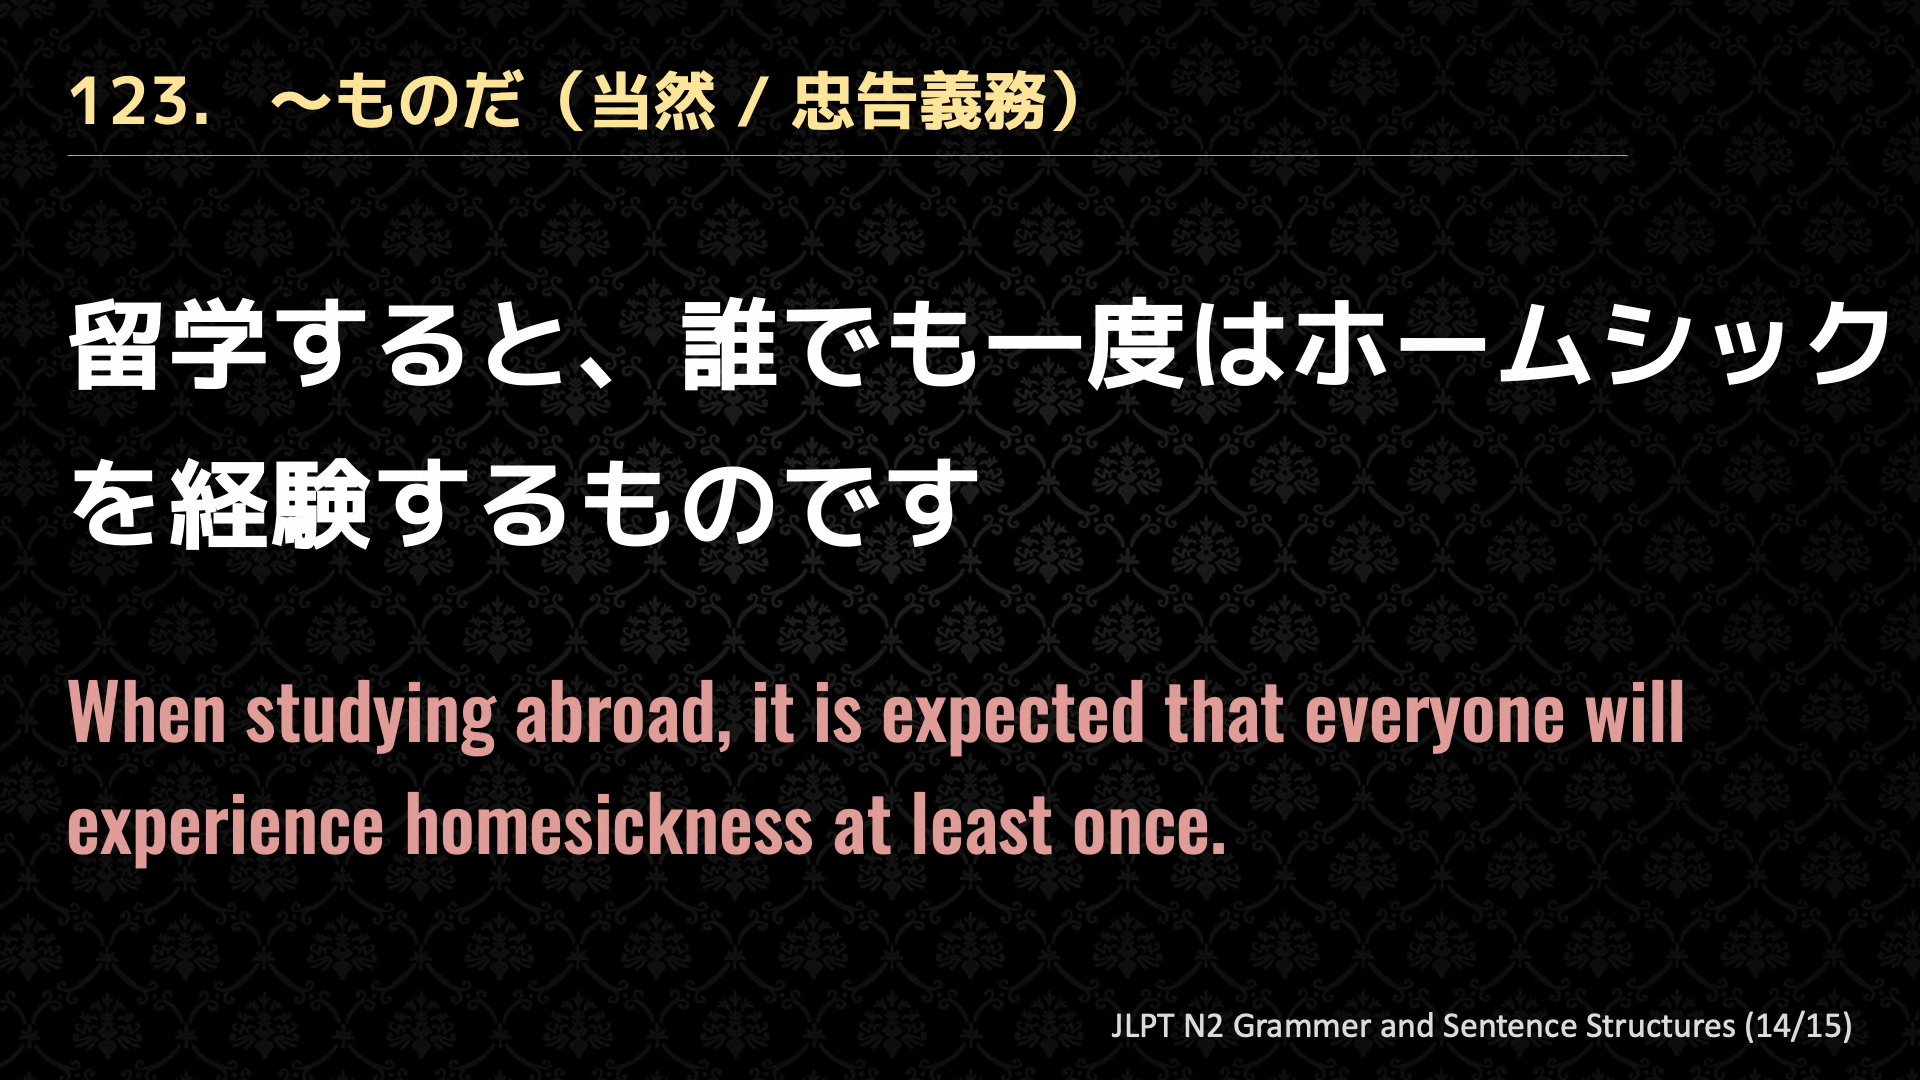 123. ～ものだ（当然 / 忠告義務）
留学すると、誰でも一度はホームシック
を経験するものです
When studying abroad, it is expected that everyone will
experience homesickness at least once.
JLPT N2 Grammer and Sentence Structures (14/15)